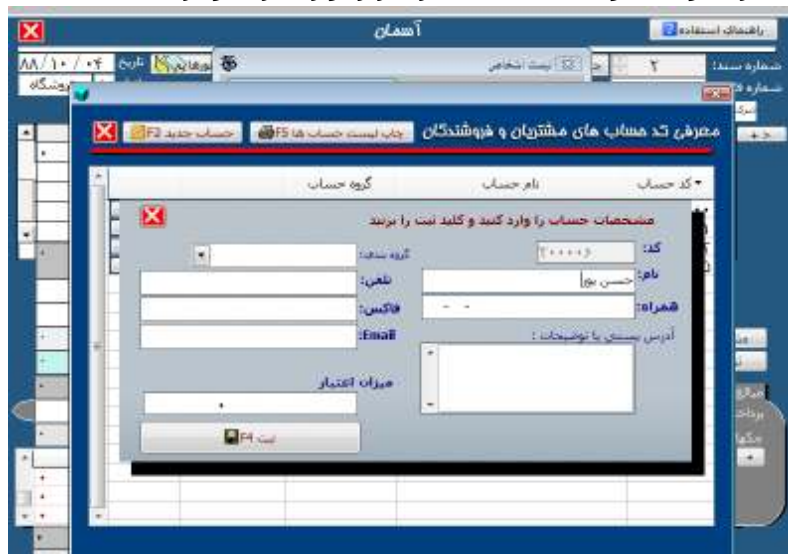 آسمان
راهنمای استفاده
شماره سند:
۲
لیست اشخاص
تاریخ
۸۸/۱۰/۰۴
معرفی کد حساب های مشتریان و فروشندگان
چاپ لیست حساب ها F5
حساب جدید F2
کد حساب
نام حساب
گروه حساب
مشخصات حساب را وارد کنید و کلید ثبت را بزنید
کد:
۲۰۰۰۰۶
گروه بندی:
نام:
حسن پور
تلفن:
همراه:
- -
فاکس:
آدرس پستی یا توضیحات :
Email:
میزان اعتبار
۰
ثبت F4